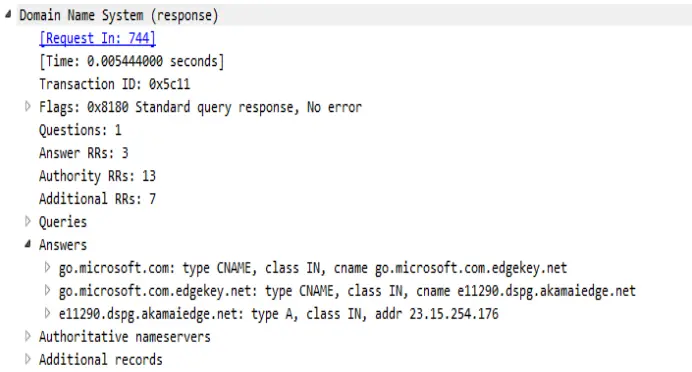 Domain Name System (response)
[Request In: 744]
[Time: 0.005444000 seconds]
Transaction ID: 0x5c11
Flags: 0x8180 Standard query response, No error
Questions: 1
Answer RRs: 3
Authority RRs: 13
Additional RRs: 7
Queries
Answers
go.microsoft.com: type CNAME, class IN, cname go.microsoft.com.edgekey.net
go.microsoft.com.edgekey.net: type CNAME, class IN, cname e11290.dspg.akamaiedge.net
e11290.dspg.akamaiedge.net: type A, class IN, addr 23.15.254.176
Authoritative nameservers
Additional records